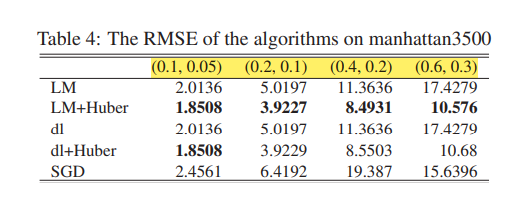 Table 4: The RMSE of the algorithms on manhattan3500
(0.1, 0.05) (0.2, 0.1) (0.4, 0.2) (0.6, 0.3)
LM 2.0136 5.0197 11.3636 17.4279
LM+Huber 1.8508 3.9227 8.4931 10.576
dl 2.0136 5.0197 11.3636 17.4279
dl+Huber 1.8508 3.9229 8.5503 10.68
SGD 2.4561 6.4192 19.387 15.6396